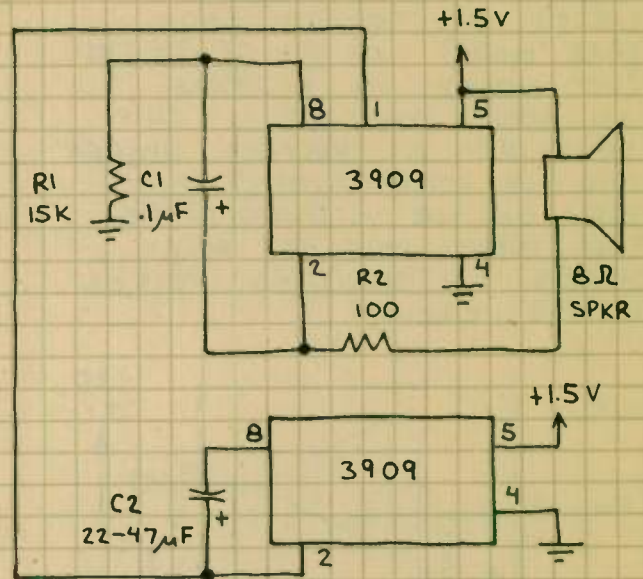 +1.5V
8 1 5
R1 C1 3909
15K .1µF +
2 4
R2 8Ω
100 SPKR
+1.5V
8 5
3909
C2 4
22-47µF +
2